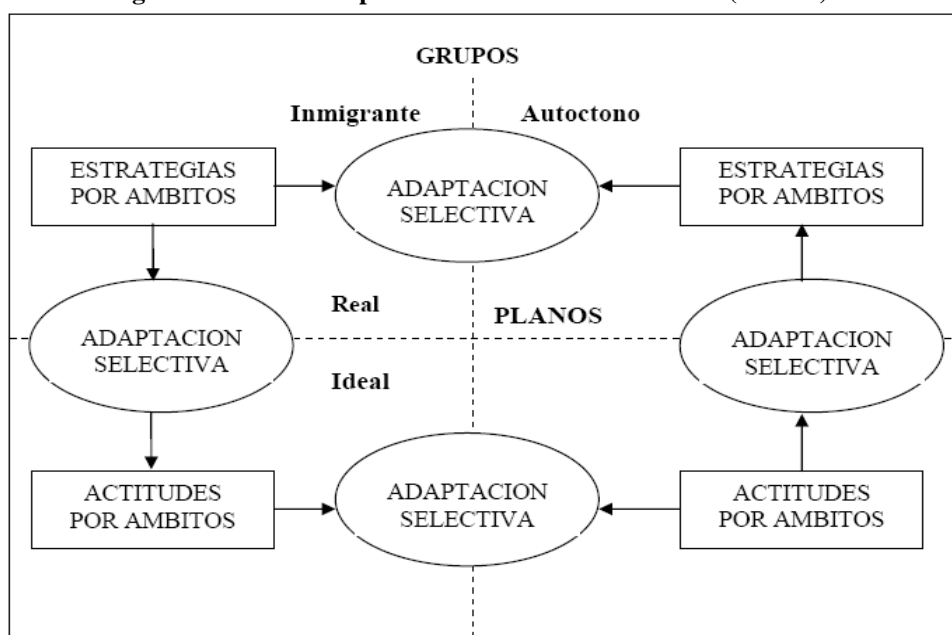 GRUPOS
Inmigrante
Autoctono
ESTRATEGIAS
POR AMBITOS
ADAPTACION
SELECTIVA
ESTRATEGIAS
POR AMBITOS
Real
PLANOS
ADAPTACION
SELECTIVA
ADAPTACION
SELECTIVA
Ideal
ACTITUDES
POR AMBITOS
ADAPTACION
SELECTIVA
ACTITUDES
POR AMBITOS